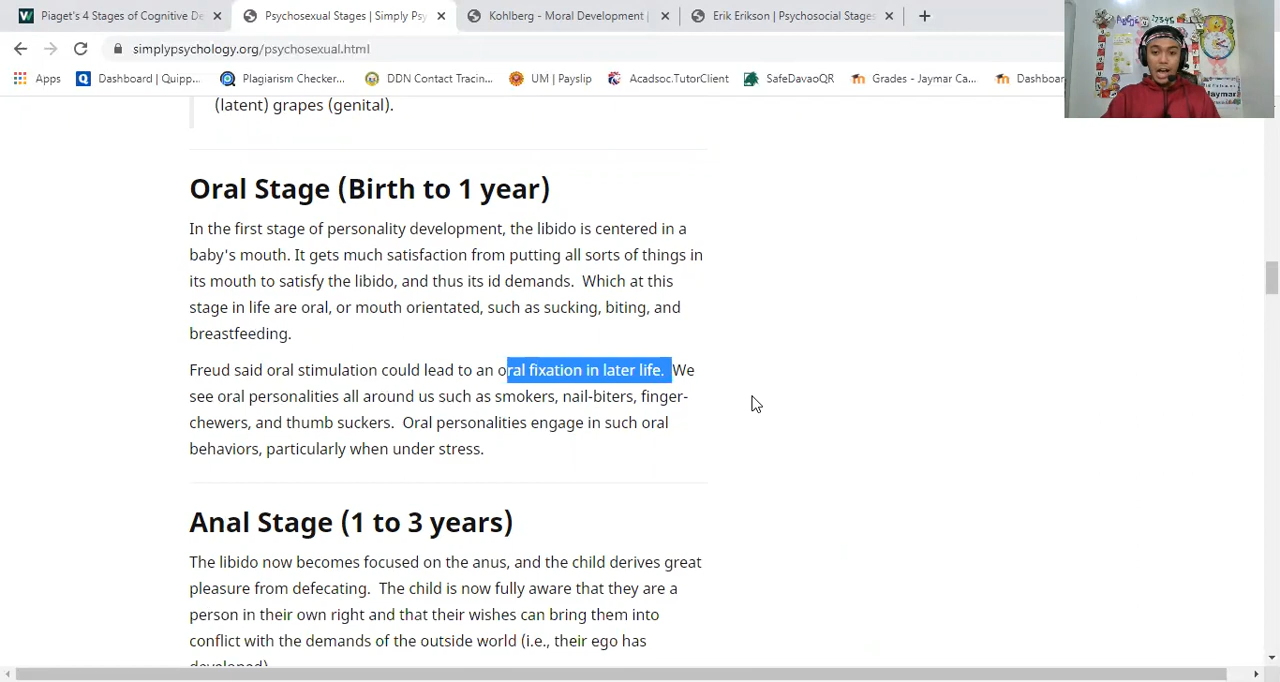 Piaget's 4 Stages of Cognitive De
Psychosexual Stages | Simply Psy
Kohlberg - Moral Development |
Erik Erikson | Psychosocial Stages
simplypsychology.org/psychosexual.html
Apps
Dashboard | Quipp...
Plagiarism Checker...
DDN Contact Tracin...
UM | Payslip
Acadsoc.TutorClient
SafeDavaoQR
Grades - Jaymar Ca...
Dashboar
(latent) grapes (genital).
Oral Stage (Birth to 1 year)
In the first stage of personality development, the libido is centered in a
baby's mouth. It gets much satisfaction from putting all sorts of things in
its mouth to satisfy the libido, and thus its id demands.  Which at this
stage in life are oral, or mouth orientated, such as sucking, biting, and
breastfeeding.
Freud said oral stimulation could lead to an oral fixation in later life.  We
see oral personalities all around us such as smokers, nail-biters, finger-
chewers, and thumb suckers.  Oral personalities engage in such oral
behaviors, particularly when under stress.
Anal Stage (1 to 3 years)
The libido now becomes focused on the anus, and the child derives great
pleasure from defecating.  The child is now fully aware that they are a
person in their own right and that their wishes can bring them into
conflict with the demands of the outside world (i.e., their ego has
developed).